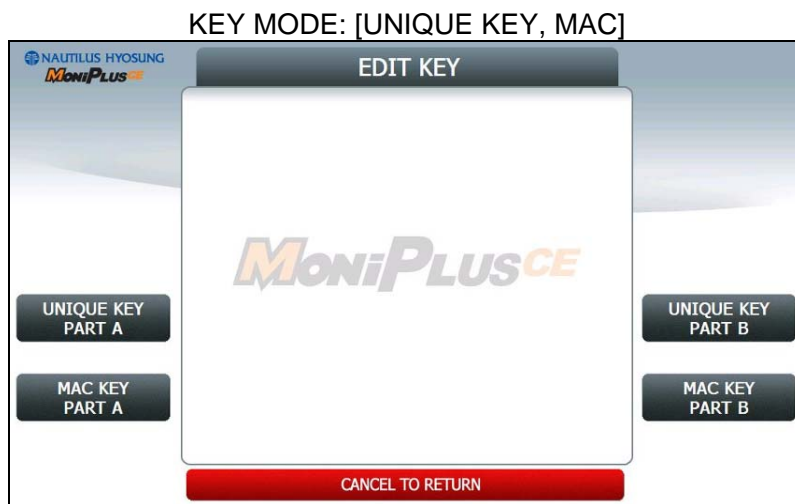 KEY MODE: [UNIQUE KEY, MAC]
NAUTILUS HYOSUNG
MoniPlusCE
EDIT KEY
MoniPlusCE
UNIQUE KEY
PART A
UNIQUE KEY
PART B
MAC KEY
PART A
MAC KEY
PART B
CANCEL TO RETURN